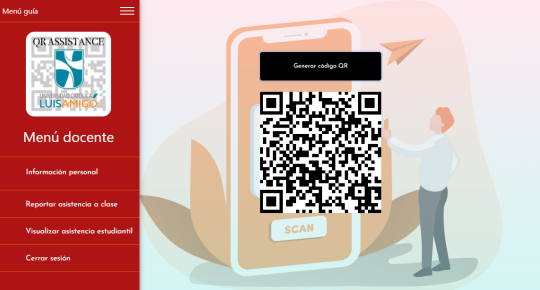 Menú guía
QR ASSISTANCE
UNIVERSIDAD CATÓLICA
LUIS AMIGÓ
Menú docente
Información personal
Reportar asistencia a clase
Visualizar asistencia estudiantil
Cerrar sesión
Generar código QR
SCAN